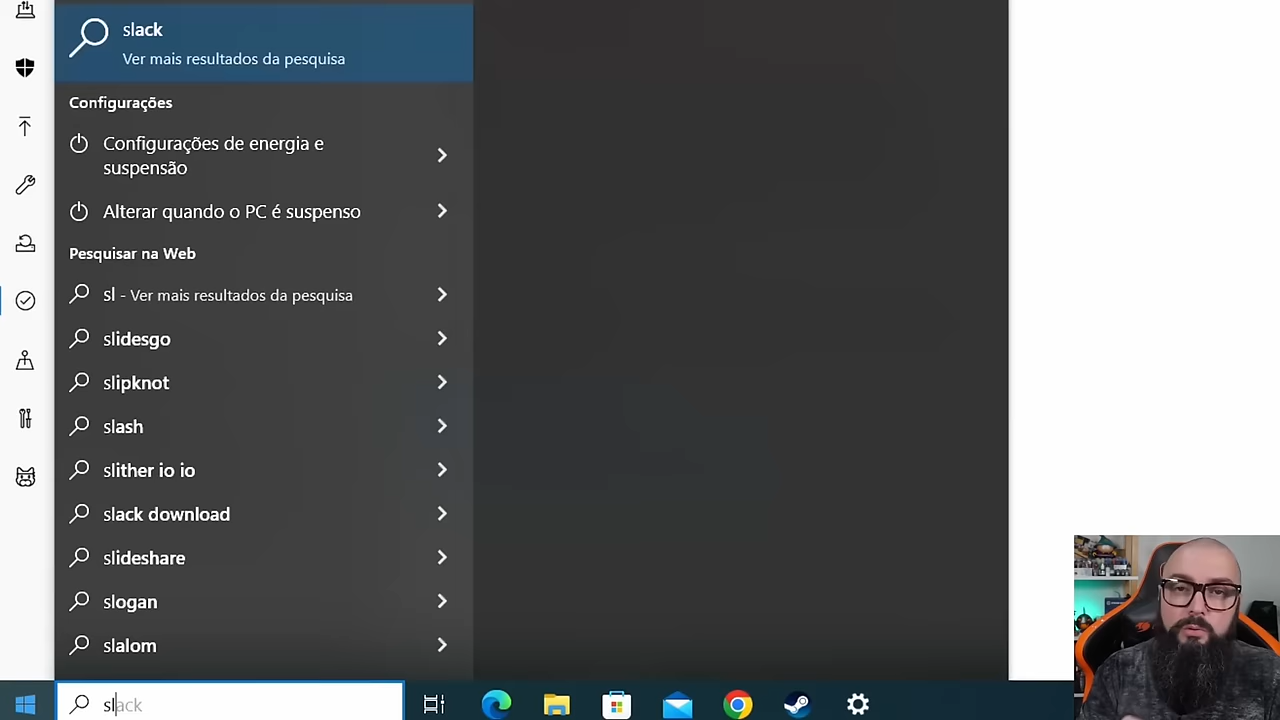 slack
Ver mais resultados da pesquisa
Configurações
Configurações de energia e
suspensão
Alterar quando o PC é suspenso
Pesquisar na Web
sl - Ver mais resultados da pesquisa
slidesgo
slipknot
slash
slither io io
slack download
slideshare
slogan
slalom
slack